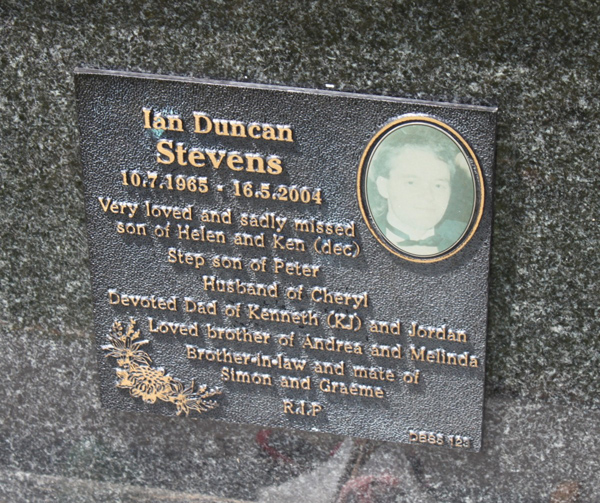 Ian Duncan
Stevens
10.7.1965 • 16.5.2004
Very loved and sadly missed
son of Helen and Ken (dec)
Step son of Peter
Husband of Cheryl
Devoted Dad of Kenneth (KJ) and Jordan
Loved brother of Andrea and Melinda
Brother-in-law and mate of
Simon and Graeme
R.I.P